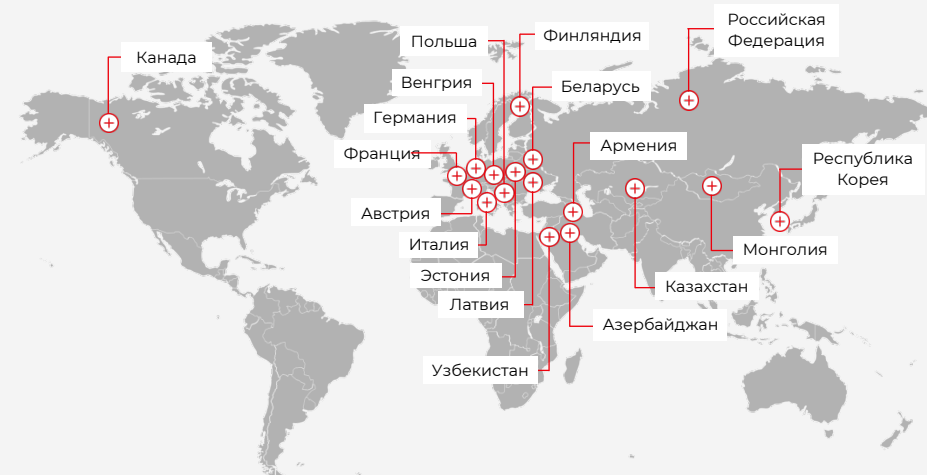 Российская
Федерация
Финляндия
Польша
Канада
Венгрия
Беларусь
Германия
Армения
Франция
Республика
Корея
Австрия
Италия
Монголия
Эстония
Казахстан
Латвия
Азербайджан
Узбекистан